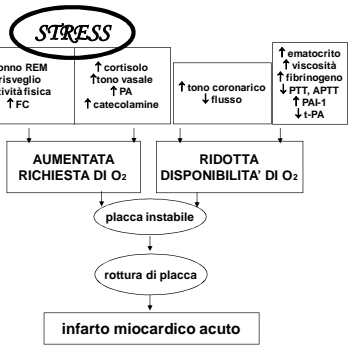 STRESS
onno REM
risveglio
tività fisica
↑FC
↑cortisolo
↑tono vasale
↑PA
↑catecolamine
↑tono coronarico
↓flusso
↑ematocrito
↑viscosità
↑fibrinogeno
↓PTT, APTT
↑PAI-1
↓t-PA
AUMENTATA
RICHIESTA DI O2
RIDOTTA
DISPONIBILITA' DI O2
placca instabile
rottura di placca
infarto miocardico acuto